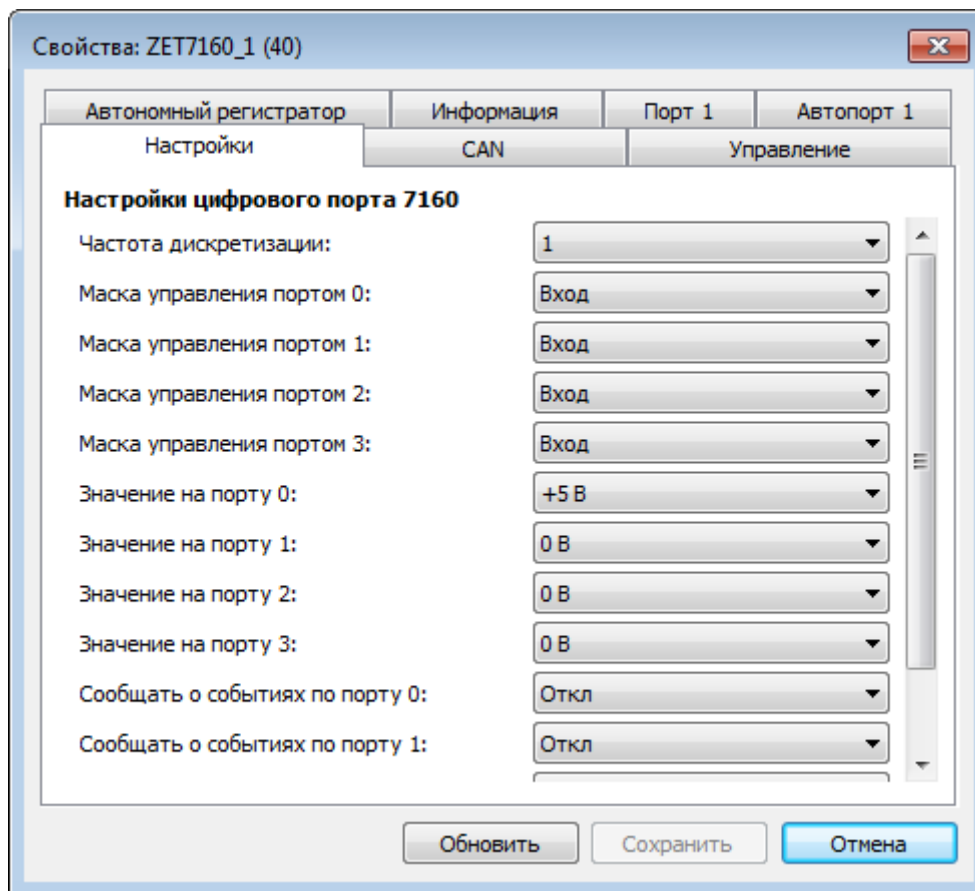 Свойства: ZET7160_1 (40)
Автономный регистратор Информация Порт 1 Автопорт 1
Настройки CAN Управление
Настройки цифрового порта 7160
Частота дискретизации: 1
Маска управления портом 0: Вход
Маска управления портом 1: Вход
Маска управления портом 2: Вход
Маска управления портом 3: Вход
Значение на порту 0: +5 В
Значение на порту 1: 0 В
Значение на порту 2: 0 В
Значение на порту 3: 0 В
Сообщать о событиях по порту 0: Откл
Сообщать о событиях по порту 1: Откл
Обновить Сохранить Отмена